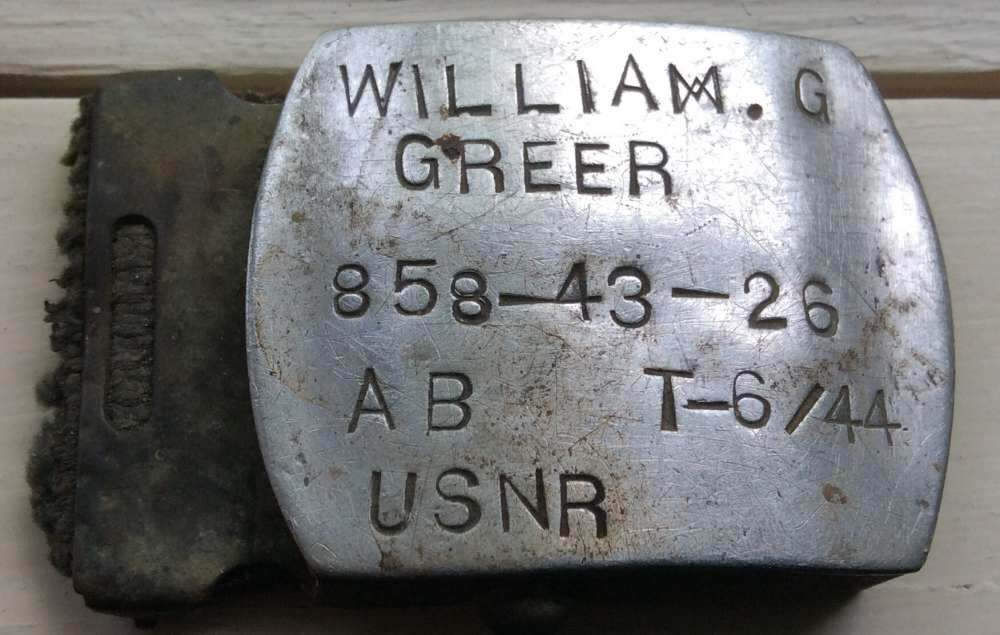 WILLIAM. G
GREER
858-43-26
AB T-6/44
USNR